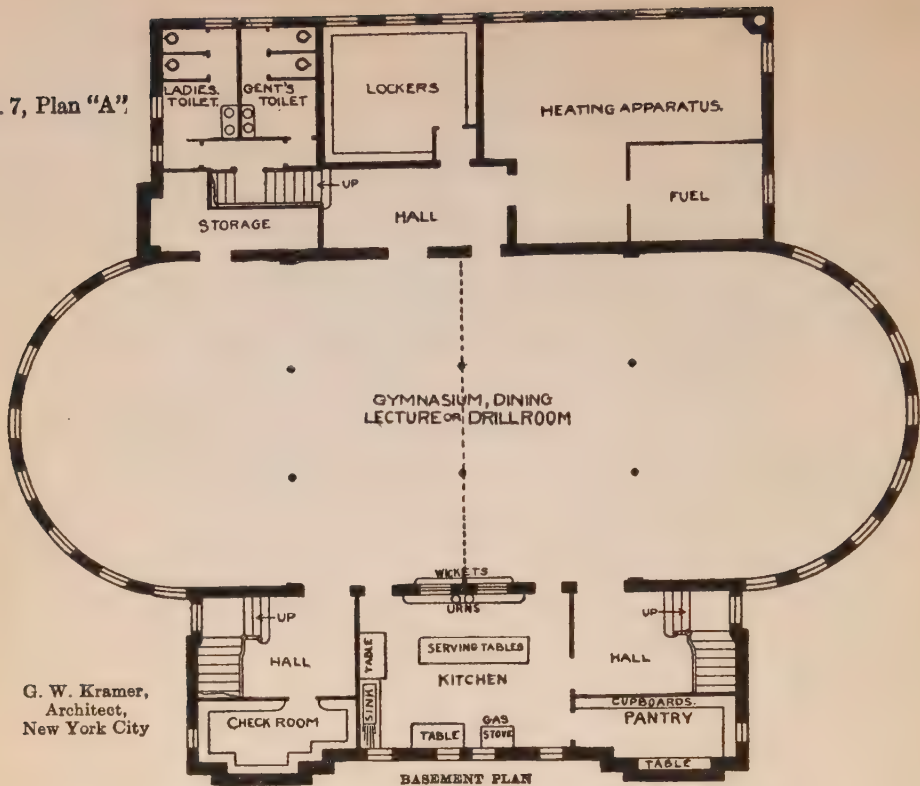 . 7, Plan "A"
LADIES.
TOILET.
GENT'S
TOILET
LOCKERS
HEATING APPARATUS.
UP
STORAGE
HALL
FUEL
GYMNASIUM, DINING
LECTURE OR DRILL ROOM
WICKETS
URNS
UP
UP
TABLE
SERVING TABLES
HALL
KITCHEN
HALL
SINK
CUPBOARDS.
PANTRY
CHECK ROOM
TABLE
GAS
STOVE
TABLE
G. W. Kramer,
Architect,
New York City
BASEMENT PLAN